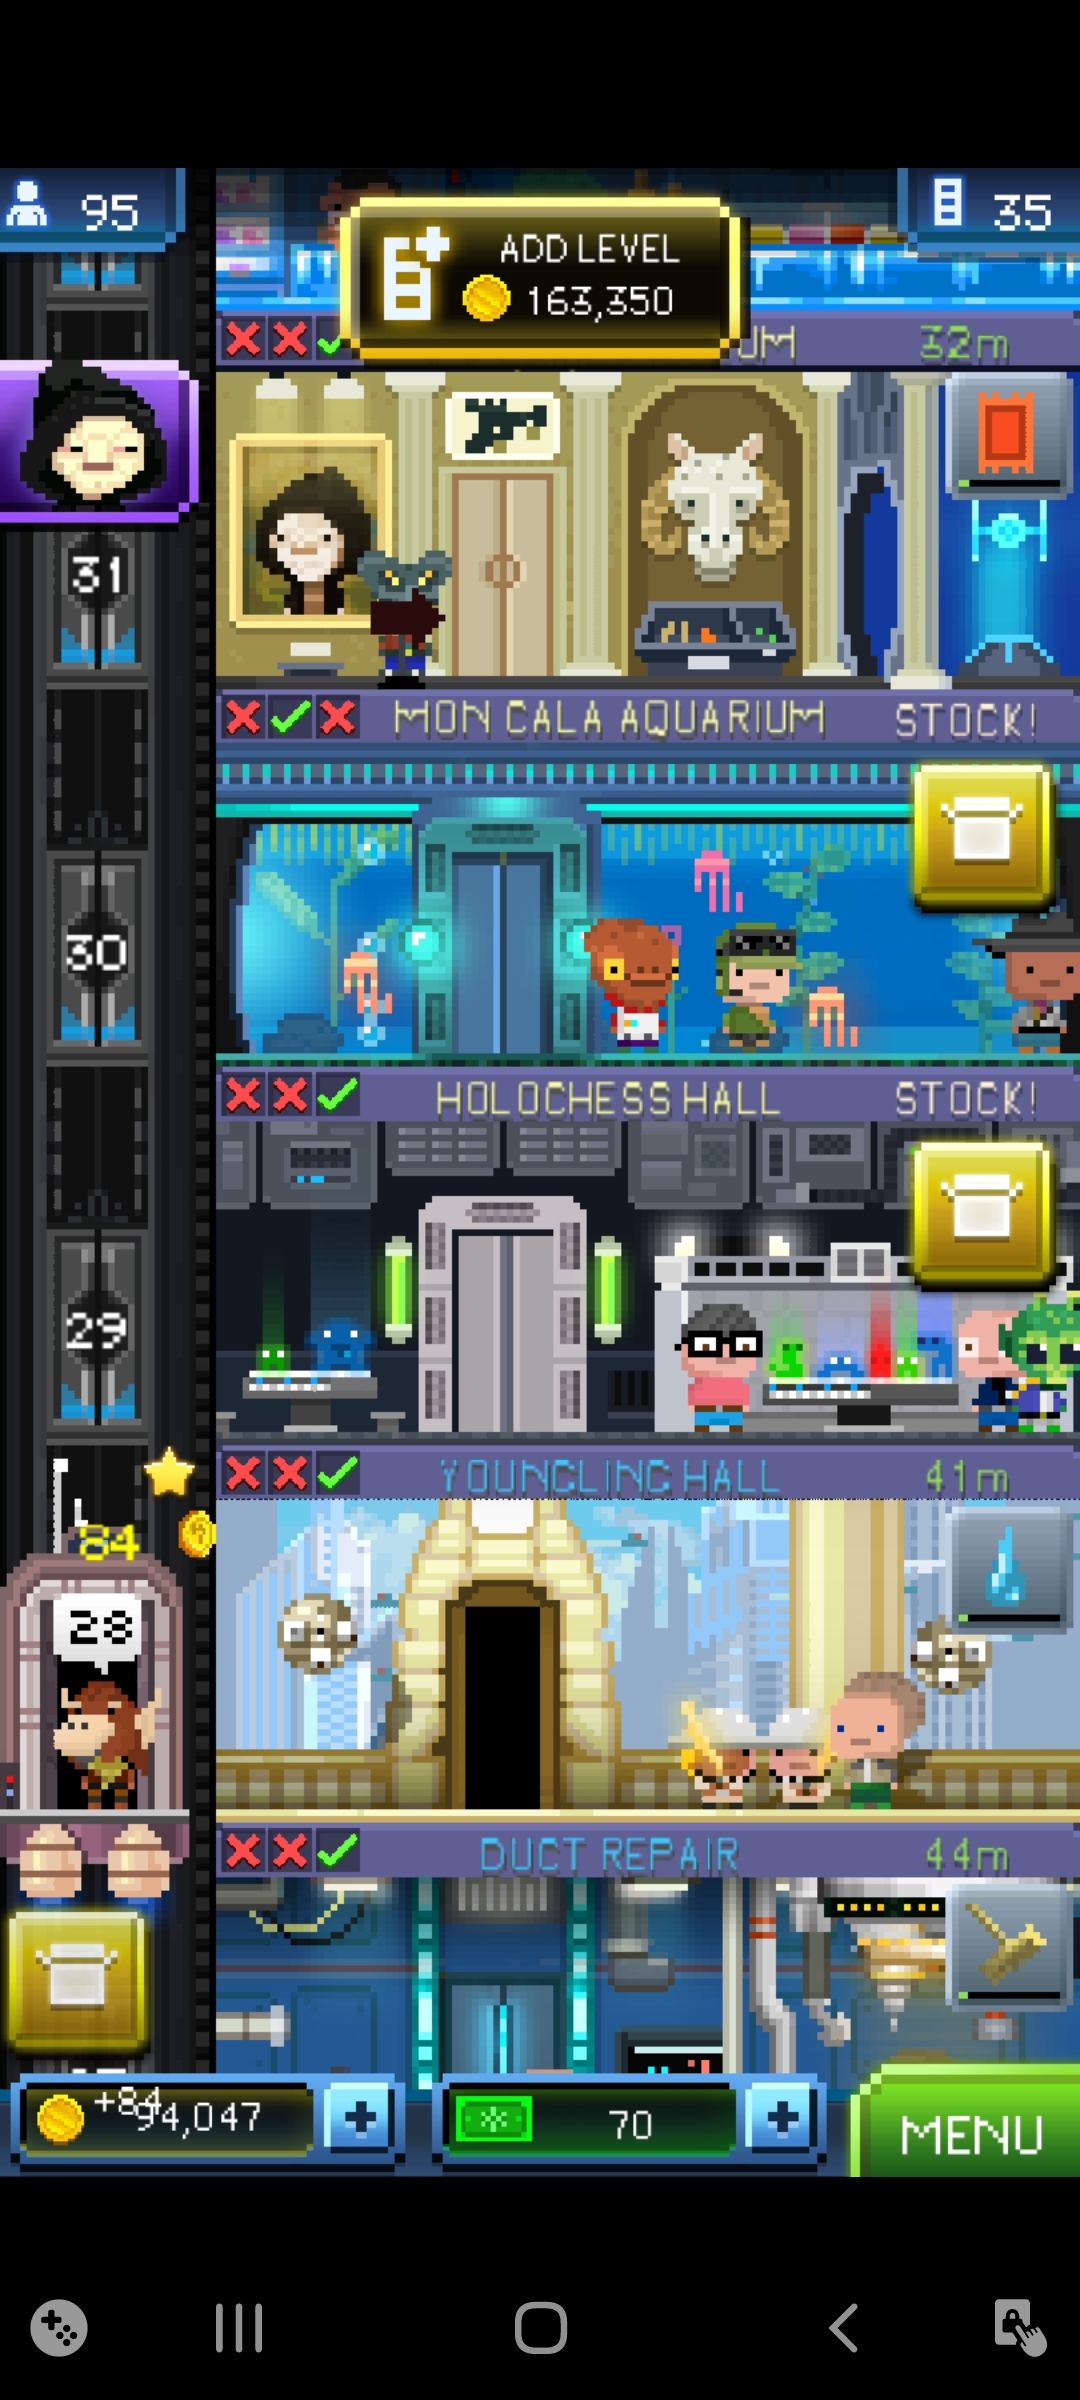 95
35
ADD LEVEL
163,350
UM
32m
31
MON CALA AQUARIUM
STOCK!
30
HOLOCHESS HALL
STOCK!
29
YOUNGLING HALL
41m
84
28
DUCT REPAIR
44m
+84
94,047
70
MENU